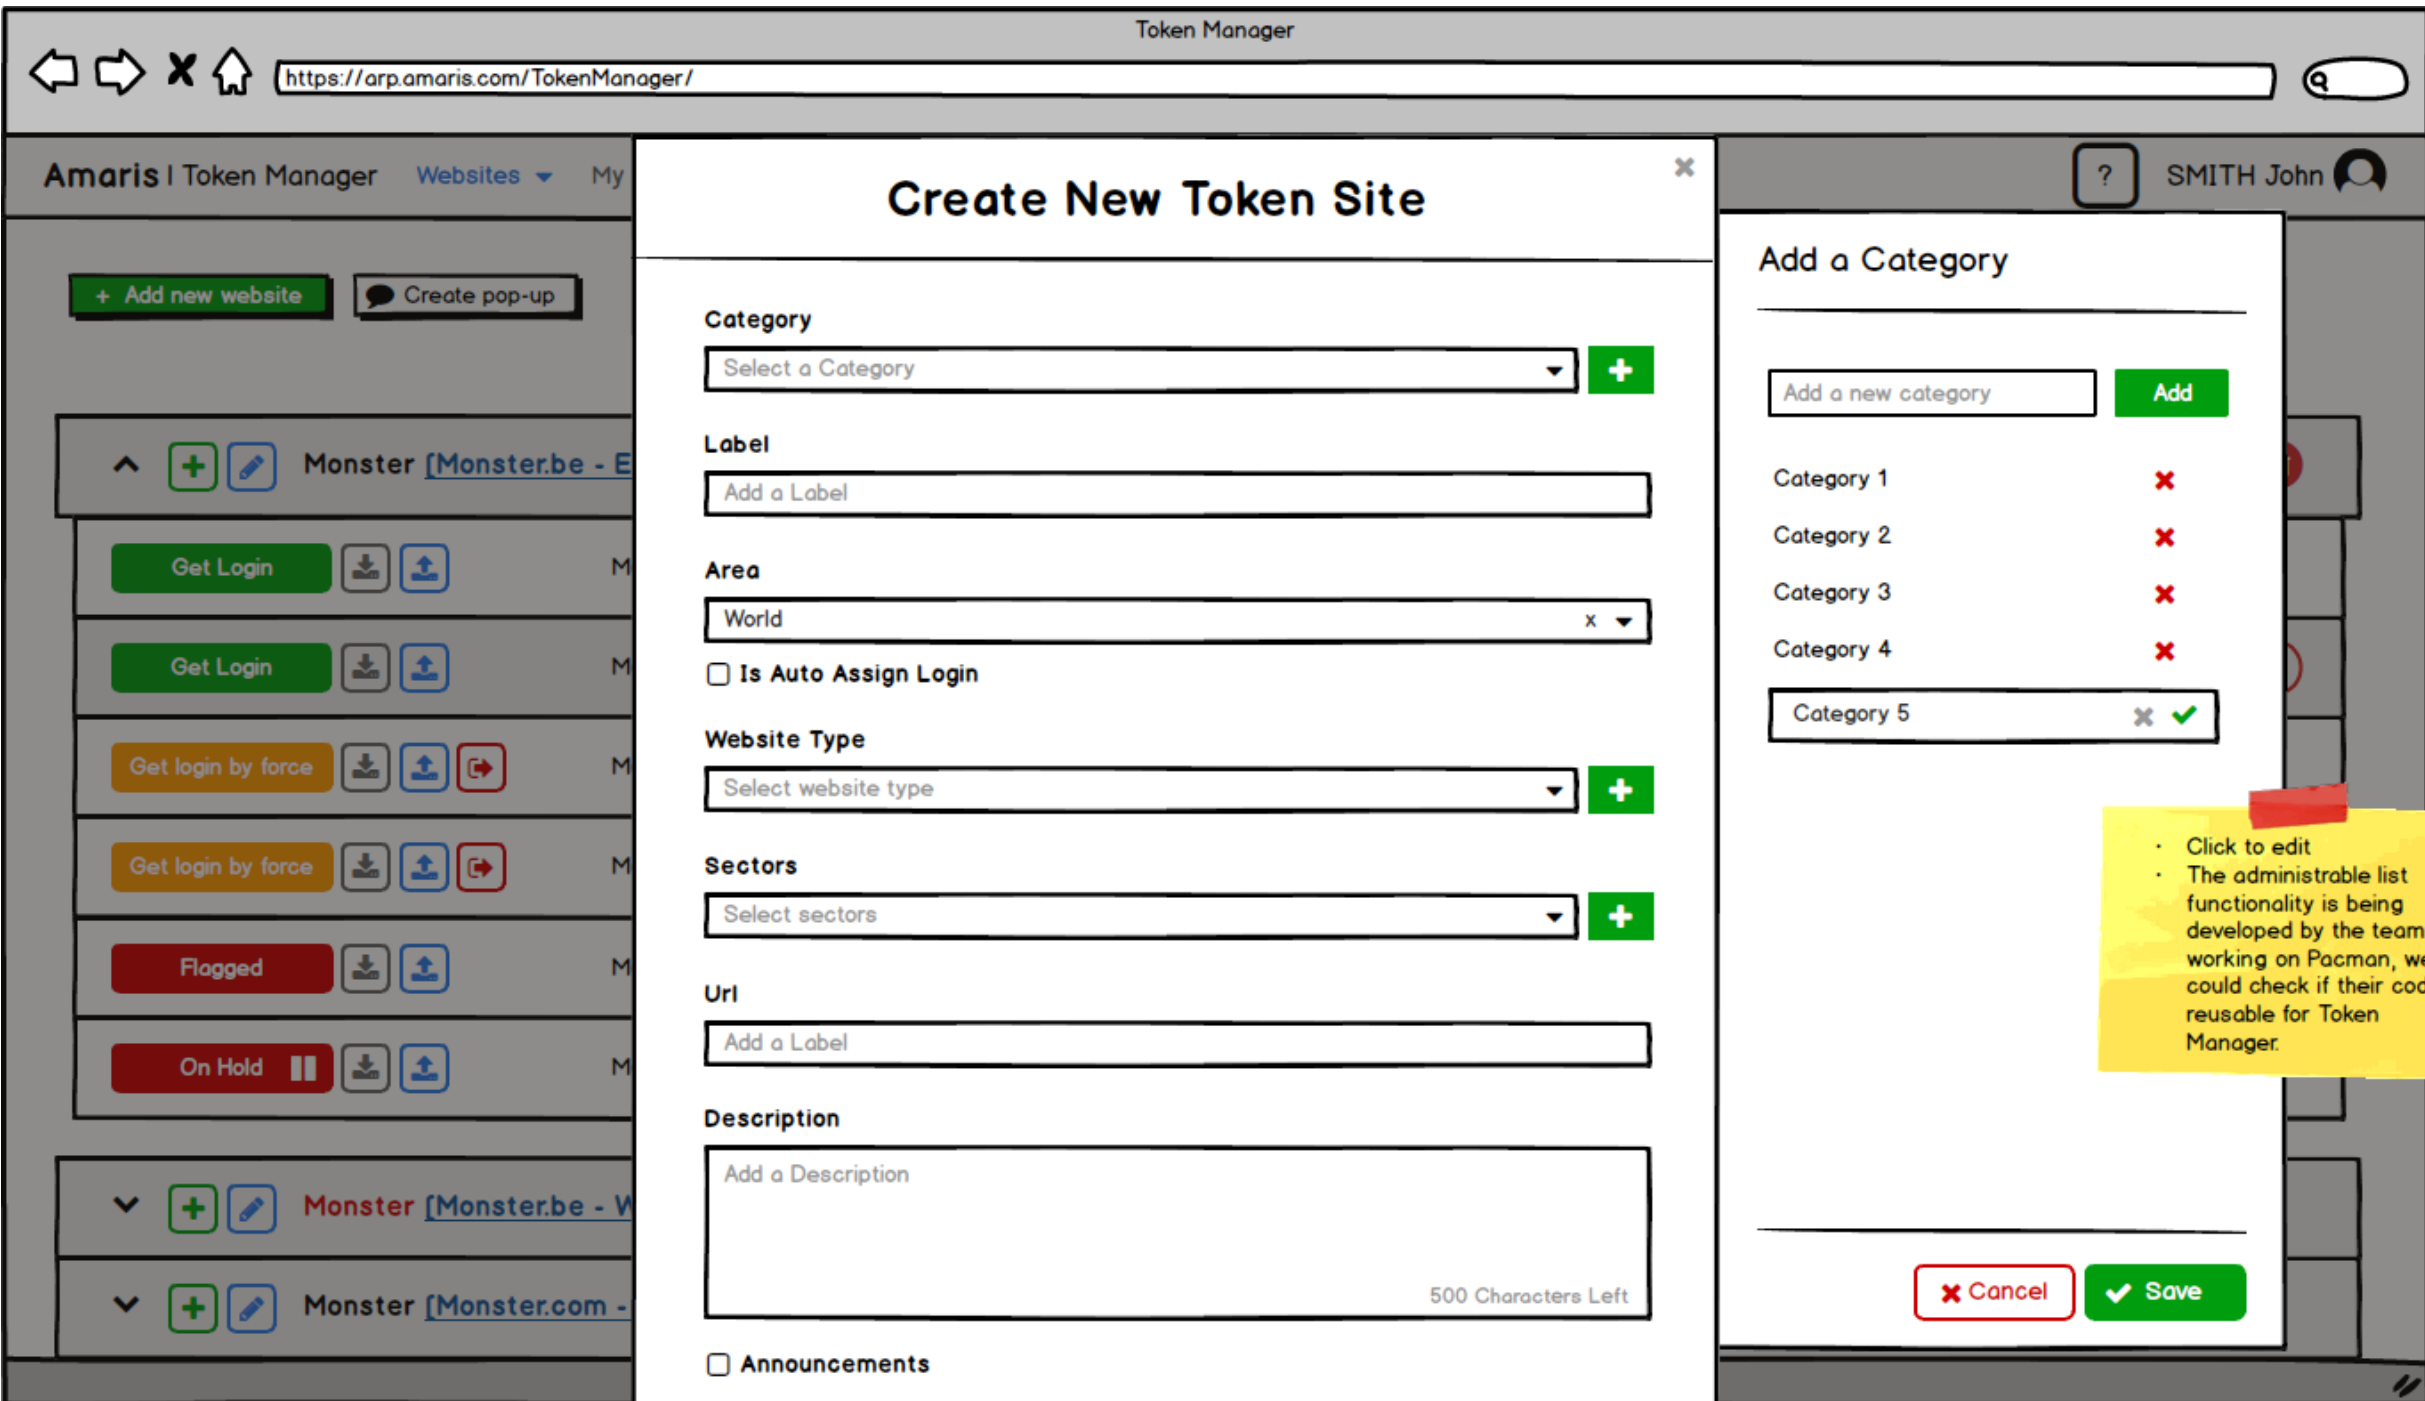 Token Manager
https://arp.amaris.com/TokenManager/
Amaris | Token Manager
Websites
My
?
SMITH John
+ Add new website
Create pop-up
Monster [Monster.be - E
Get Login
M
Get Login
M
Get login by force
M
Get login by force
M
Flagged
M
On Hold
M
Monster [Monster.be - W
Monster [Monster.com -
Create New Token Site
Category
Select a Category
Label
Add a Label
Area
World
x
Is Auto Assign Login
Website Type
Select website type
Sectors
Select sectors
Url
Add a Label
Description
Add a Description
500 Characters Left
Announcements
Add a Category
Add a new category
Add
Category 1
Category 2
Category 3
Category 4
Category 5
· Click to edit
· The administrable list
functionality is being
developed by the team
working on Pacman, we
could check if their cod
reusable for Token
Manager.
Cancel
Save